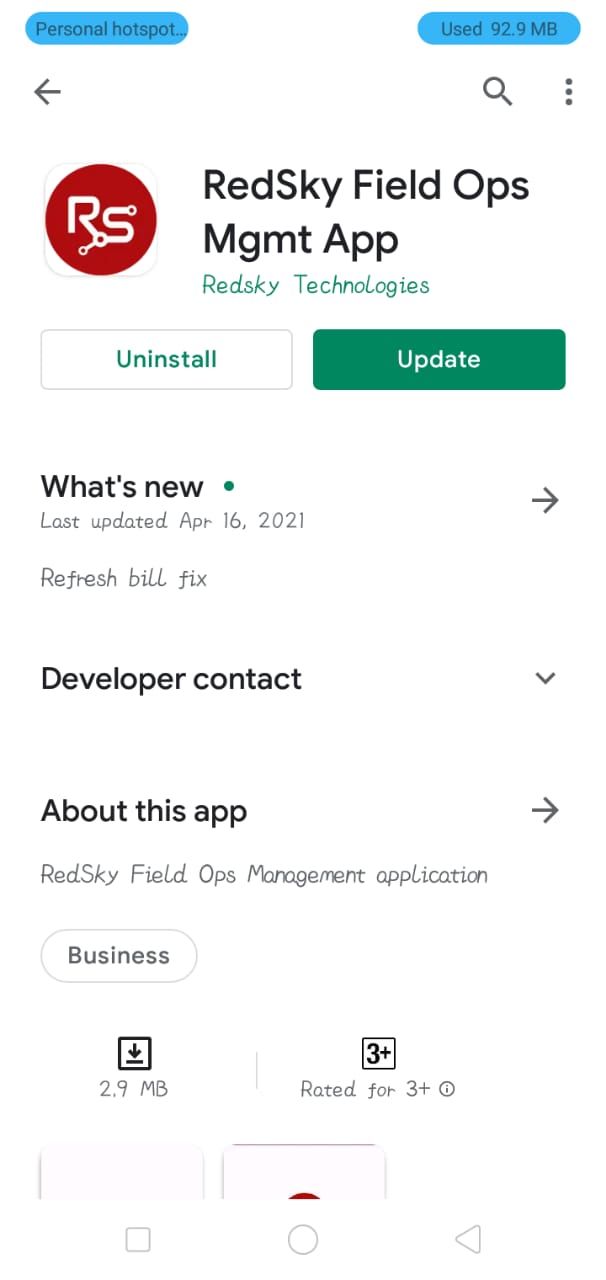 Personal hotspot... Used 92.9 MB
RS
RedSky Field Ops
Mgmt App
Redsky Technologies
Uninstall Update
What's new
Last updated Apr 16, 2021
Refresh bill fix
Developer contact
About this app
RedSky Field Ops Management application
Business
3+
2.9 MB Rated for 3+